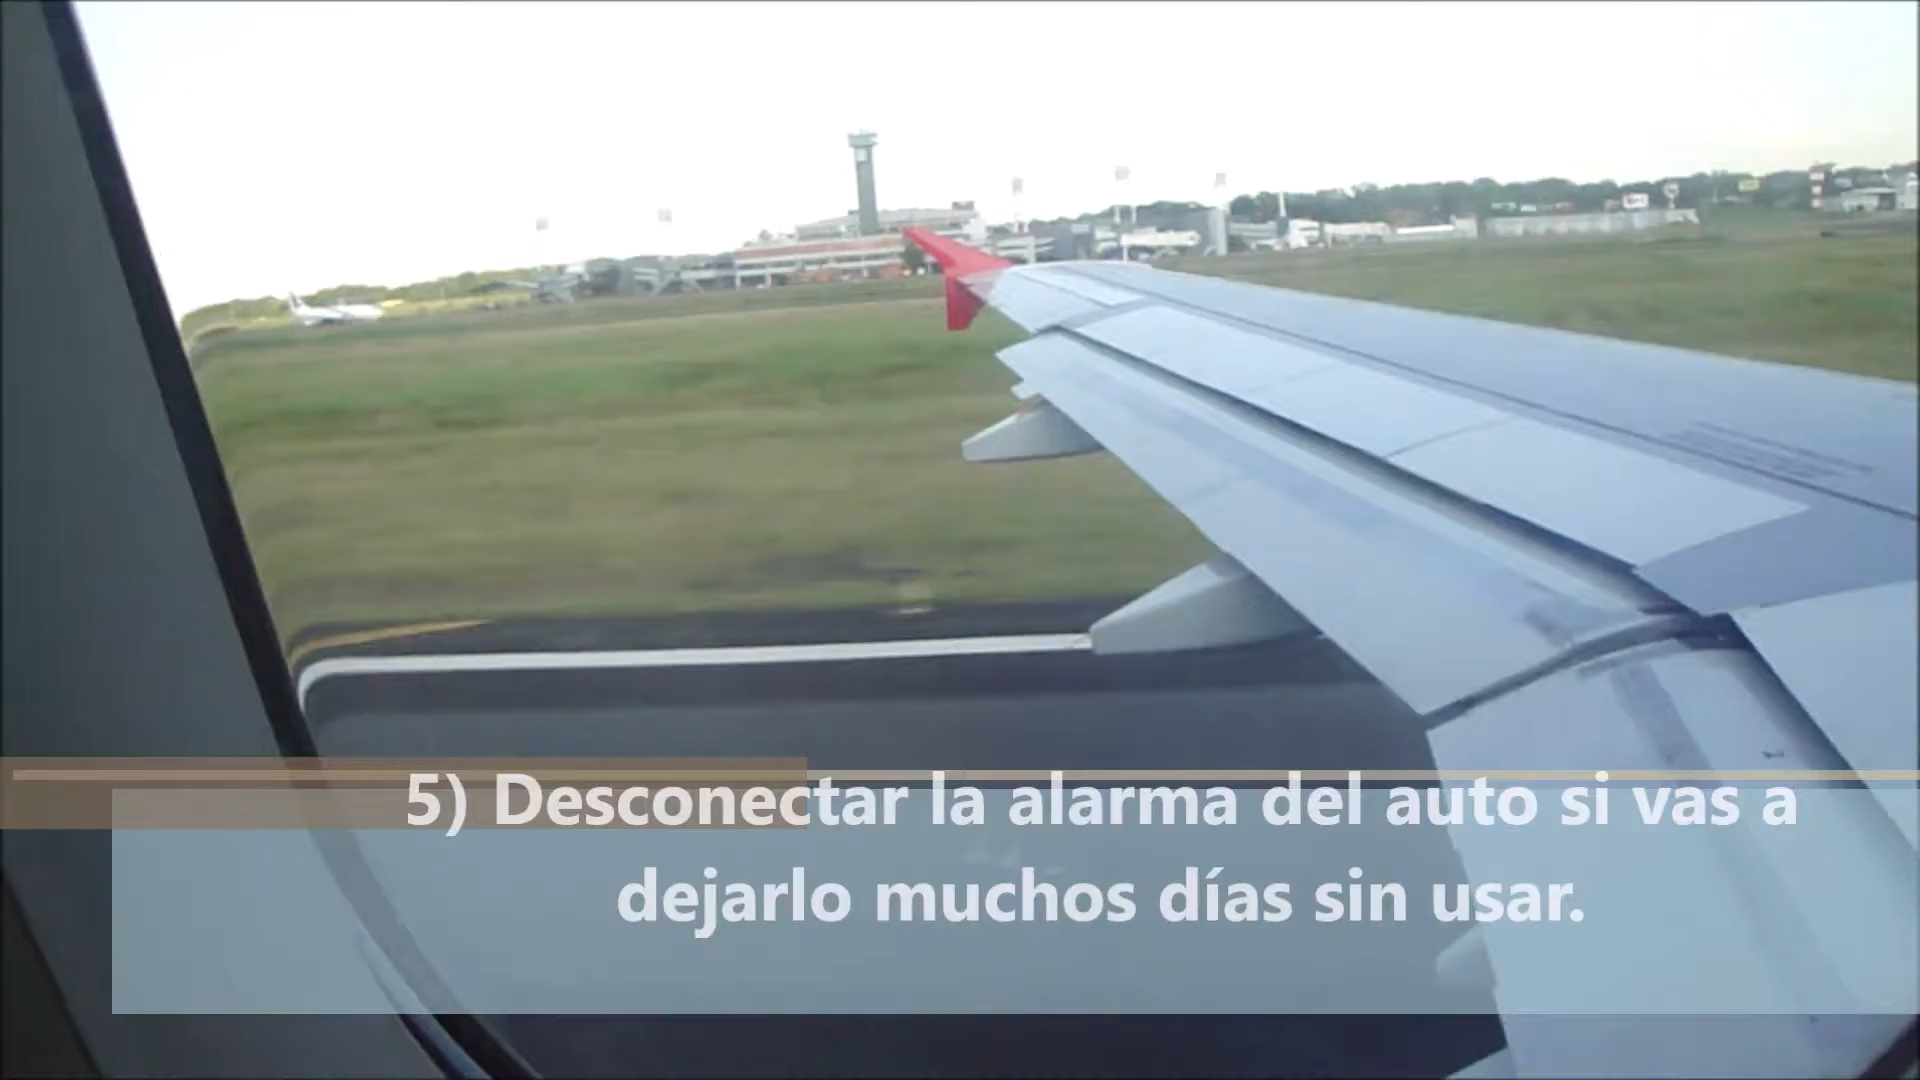 5) Desconectar la alarma del auto si vas a
dejarlo muchos días sin usar.